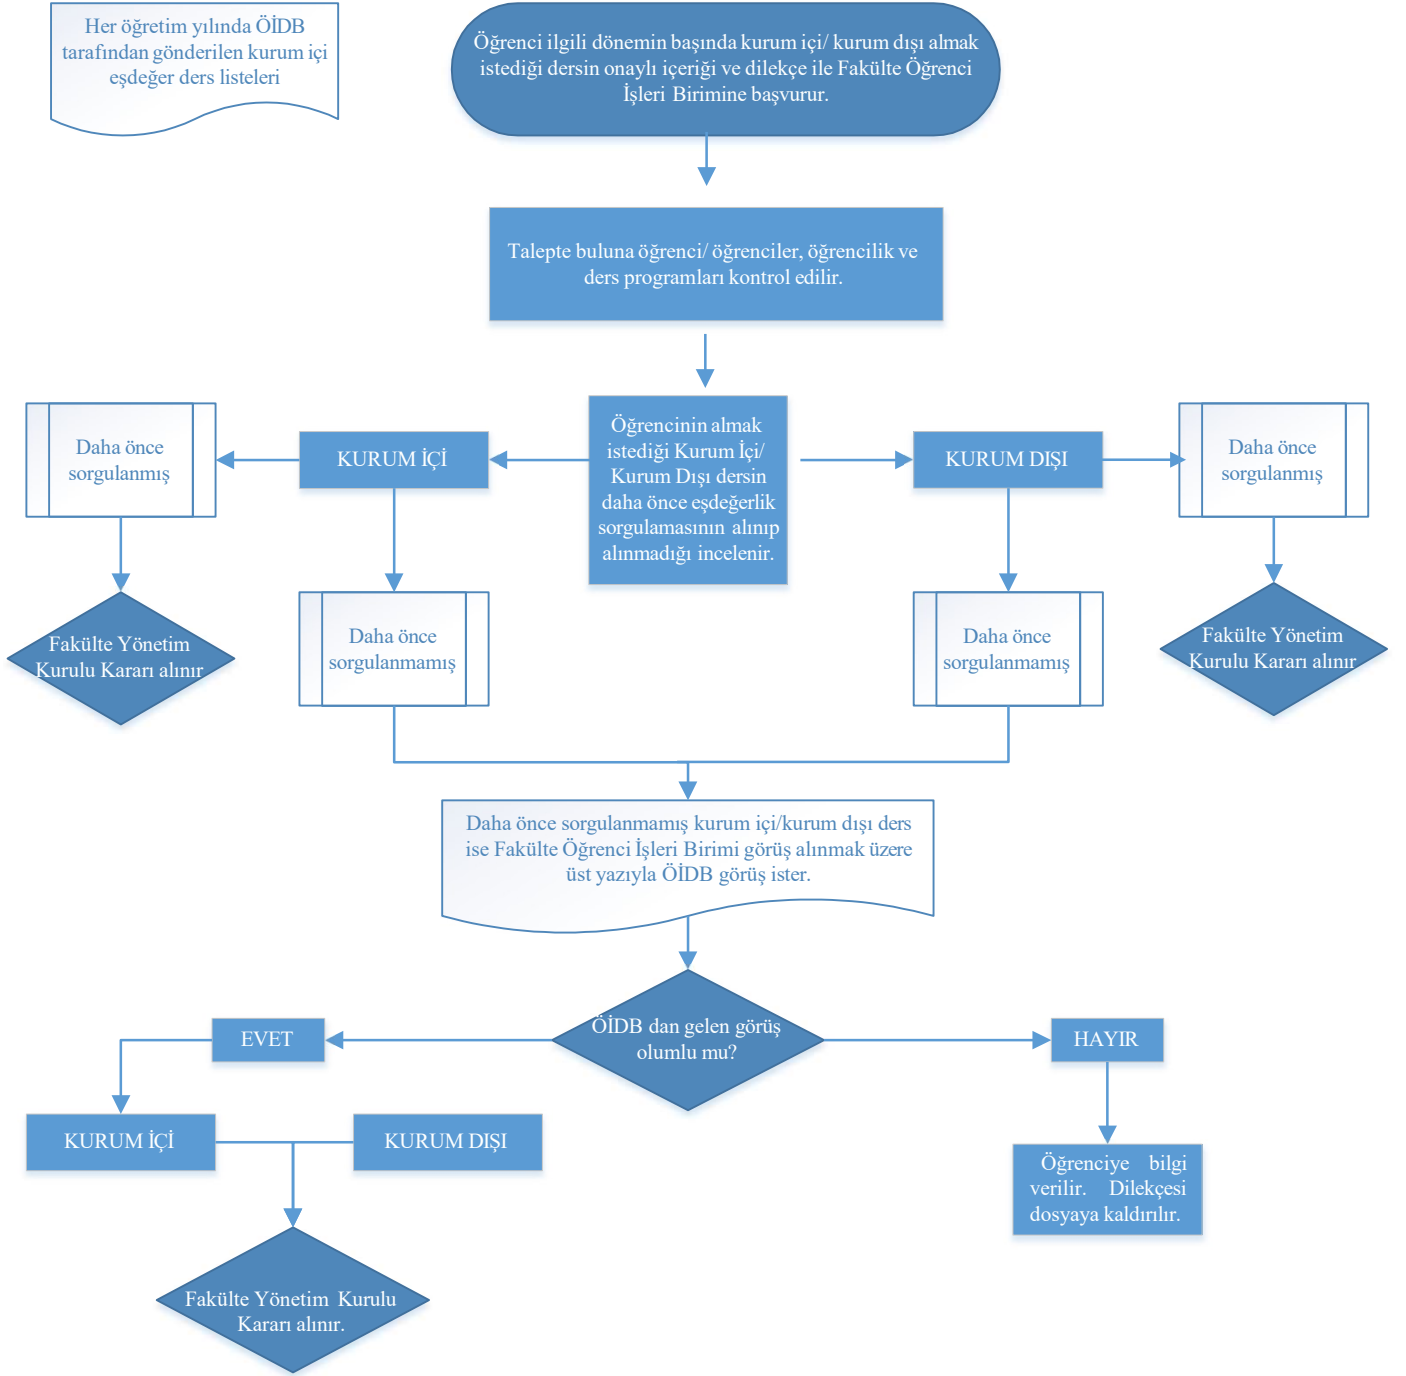 Her öğretim yılında ÖİDB
tarafından gönderilen kurum içi
eşdeğer ders listeleri
Öğrenci ilgili dönemin başında kurum içi/ kurum dışı almak
istediği dersin onaylı içeriği ve dilekçe ile Fakülte Öğrenci
İşleri Birimine başvurur.
Talepte buluna öğrenci/ öğrenciler, öğrencilik ve
ders programları kontrol edilir.
Daha önce
sorgulanmış
KURUM İÇİ
Öğrencinin almak
istediği Kurum İçi/
Kurum Dışı dersin
daha önce eşdeğerlik
sorgulamasının alınıp
alınmadığı incelenir.
KURUM DIŞI
Daha önce
sorgulanmış
Fakülte Yönetim
Kurulu Kararı alınır
Daha önce
sorgulanmamış
Daha önce
sorgulanmamış
Fakülte Yönetim
Kurulu Kararı alınır
Daha önce sorgulanmamış kurum içi/kurum dışı ders
ise Fakülte Öğrenci İşleri Birimi görüş alınmak üzere
üst yazıyla ÖİDB görüş ister.
ÖİDB dan gelen görüş
olumlu mu?
EVET
HAYIR
KURUM İÇİ
KURUM DIŞI
Öğrenciye bilgi
verilir. Dilekçesi
dosyaya kaldırılır.
Fakülte Yönetim Kurulu
Kararı alınır.